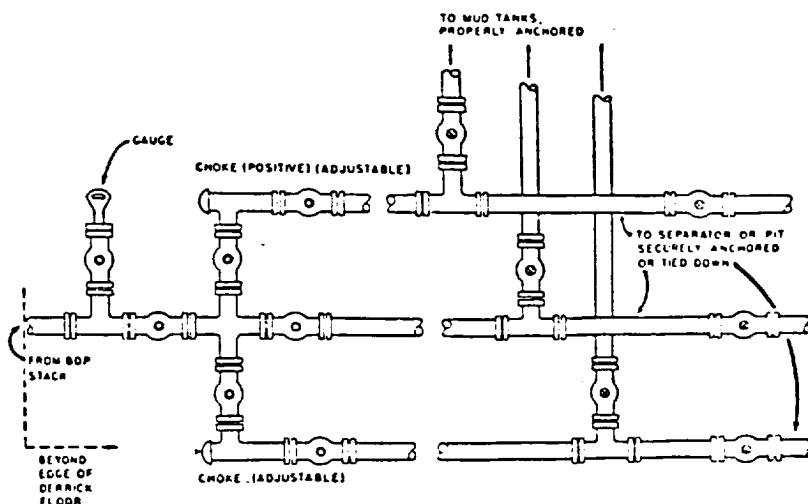 TO MUD TANKS,
PROPERLY ANCHORED
GAUGE
CHOKE (POSITIVE) (ADJUSTABLE)
TO SEPARATOR OR PIT
SECURELY ANCHORED
OR TIED DOWN
FROM BOP
STACK
BEYOND
EDGE OF
DERRICK
FLOOR
CHOKE (ADJUSTABLE)